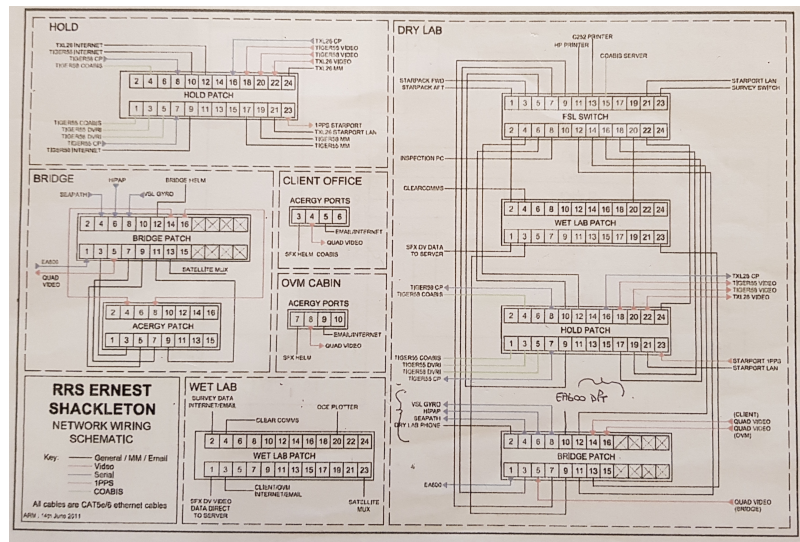 HOLD
TXL26 INTERNET
TIGER55 INTERNET
TIGER58 CP
TIGER58 COABIS
TXL26 CP
TIGER55 VIDEO
TIGER58 VIDEO
TXL26 VIDEO
TXL26 MM
2 4 6 8 10 12 14 16 18 20 22 24
HOLD PATCH
1 3 5 7 9 11 13 15 17 19 21 23
TIGER55 COABIS
TIGER55 DVRI
TIGER58 DVRI
TIGER55 CP
TIGER58 INTERNET
1PPS STARPORT
TXL26 STARPORT LAN
TIGER58 MM
TIGER55 MM
BRIDGE
HIPAP
BRIDGE HELM
SEAPATH
VSL GYRO
2 4 6 8 10 12 14 16
BRIDGE PATCH
1 3 5 7 9 11 13 15
EA600
QUAD
VIDEO
SATELLITE MUX
2 4 6 8 10 12 14 16
ACERGY PATCH
1 3 5 7 9 11 13 15
CLIENT OFFICE
ACERGY PORTS
3 4 5 6
EMAIL/INTERNET
QUAD VIDEO
SFX HELM COABIS
OVM CABIN
ACERGY PORTS
7 8 9 10
EMAIL/INTERNET
QUAD VIDEO
SFX HELM
RRS ERNEST
SHACKLETON
NETWORK WIRING
SCHEMATIC
Key:
General / MM / Email
Video
Serial
1PPS
COABIS
All cables are CAT5e/6 ethernet cables
ARM - 14th June 2011
WET LAB
SURVEY DATA
INTERNET/EMAIL
CLEAR COMMS
OCE PLOTTER
2 4 6 8 10 12 14 16 18 20 22 24
WET LAB PATCH
1 3 5 7 9 11 13 15 17 19 21 23
SFX DV VIDEO
DATA DIRECT
TO SERVER
CLIENT/OVM
INTERNET/EMAIL
SATELLITE
MUX
DRY LAB
C252 PRINTER
HP PRINTER
COABIS SERVER
STARPACK FWD
STARPACK AFT
STARPORT LAN
SURVEY SWITCH
1 3 5 7 9 11 13 15 17 19 21 23
FSL SWITCH
2 4 6 8 10 12 14 16 18 20 22 24
INSPECTION PC
CLEARCOMMS
2 4 6 8 10 12 14 16 18 20 22 24
WET LAB PATCH
1 3 5 7 9 11 13 15 17 19 21 23
SFX DV DATA
TO SERVER
TIGER58 CP
TIGER58 COABIS
TXL26 CP
TIGER55 VIDEO
TIGER58 VIDEO
TXL26 VIDEO
2 4 6 8 10 12 14 16 18 20 22 24
HOLD PATCH
1 3 5 7 9 11 13 15 17 19 21 23
TIGER55 COABIS
TIGER55 DVRI
TIGER58 DVRI
TIGER55 CP
STARPORT 1PPS
STARPORT LAN
EA600
VSL GYRO
HIPAP
SEAPATH
DRY LAB PHONE
(CLIENT)
QUAD VIDEO
QUAD VIDEO
(OVM)
2 4 6 8 10 12 14 16
BRIDGE PATCH
1 3 5 7 9 11 13 15
EA600
QUAD VIDEO
(BRIDGE)